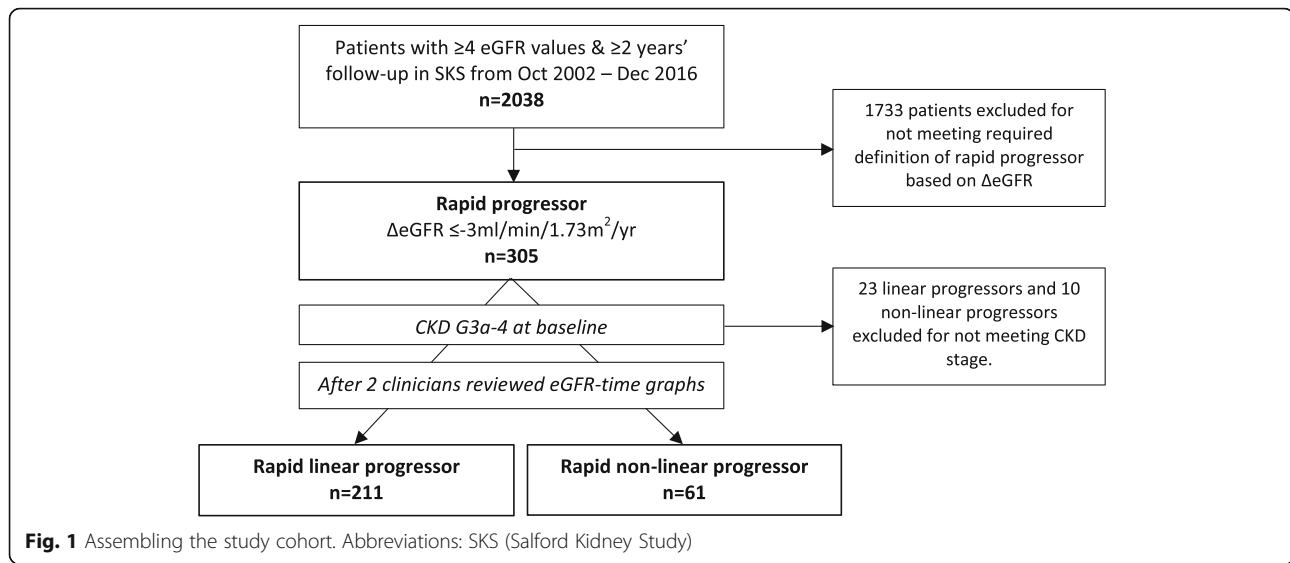 Patients with ≥4 eGFR values & ≥2 years’
follow-up in SKS from Oct 2002 – Dec 2016
n=2038
1733 patients excluded for
not meeting required
definition of rapid progressor
based on ΔeGFR
Rapid progressor
ΔeGFR ≤-3ml/min/1.73m²/yr
n=305
CKD G3a-4 at baseline
23 linear progressors and 10
non-linear progressors
excluded for not meeting CKD
stage.
After 2 clinicians reviewed eGFR-time graphs
Rapid linear progressor
n=211
Rapid non-linear progressor
n=61
Fig. 1 Assembling the study cohort. Abbreviations: SKS (Salford Kidney Study)